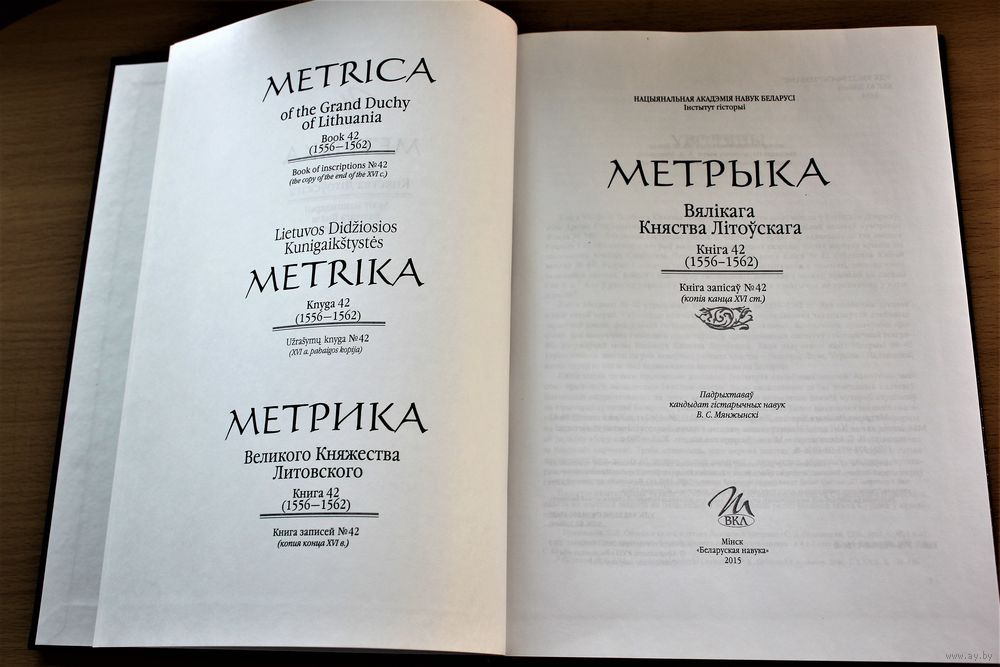 METRICA
of the Grand Duchy
of Lithuania
Book 42
(1556—1562)
Book of inscriptions №42
(the copy of the end of the XVI c.)
Lietuvos Didžiosios
Kunigaikštystės
METRIKA
Knyga 42
(1556—1562)
Užrašymų knyga №42
(XVI a. pabaigos kopija)
МЕТРИКА
Великого Княжества
Литовского
Книга 42
(1556—1562)
Книга записей №42
(копия конца XVI в.)
НАЦЫЯНАЛЬНАЯ АКАДЭМІЯ НАВУК БЕЛАРУСІ
Інстытут гісторыі
МЕТРЫКА
Вялікага
Княства Літоўскага
Кніга 42
(1556–1562)
Кніга запісаў №42
(копія канца XVI ст.)
Падрыхтаваў
кандыдат гістарычных навук
В. С. Мянжынскі
М
ВКЛ
Мінск
«Беларуская навука»
2015
www.ay.by